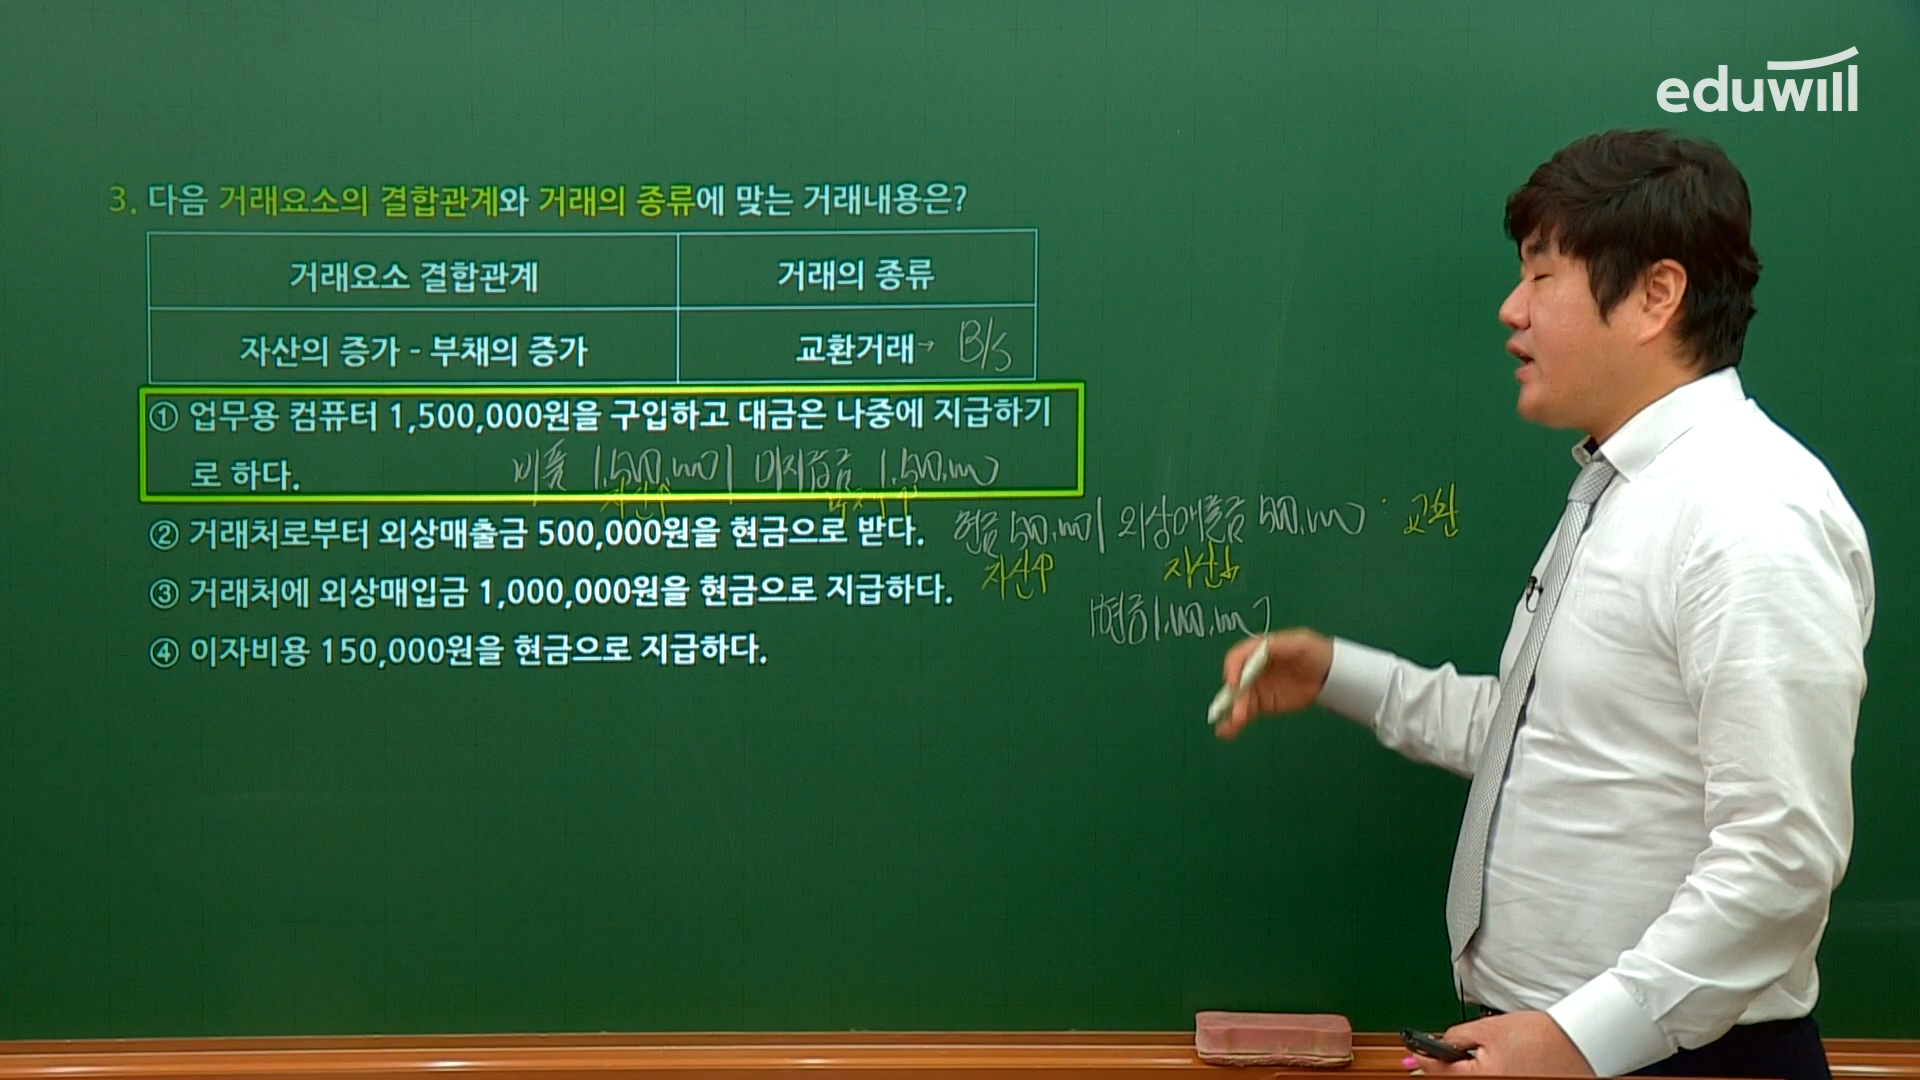 eduwill
3. 다음 거래요소의 결합관계와 거래의 종류에 맞는 거래내용은?
거래요소 결합관계 거래의 종류
자산의 증가 - 부채의 증가 교환거래 → B/S
① 업무용 컴퓨터 1,500,000원을 구입하고 대금은 나중에 지급하기
로 하다. 비품 1,500,000 / 미지급금 1,500,000
자산↑ 부채↑
② 거래처로부터 외상매출금 500,000원을 현금으로 받다. 현금 500,000 / 외상매출금 500,000 : 교환
자산↑ 자산↓
③ 거래처에 외상매입금 1,000,000원을 현금으로 지급하다.
현금 1,000,000
④ 이자비용 150,000원을 현금으로 지급하다.